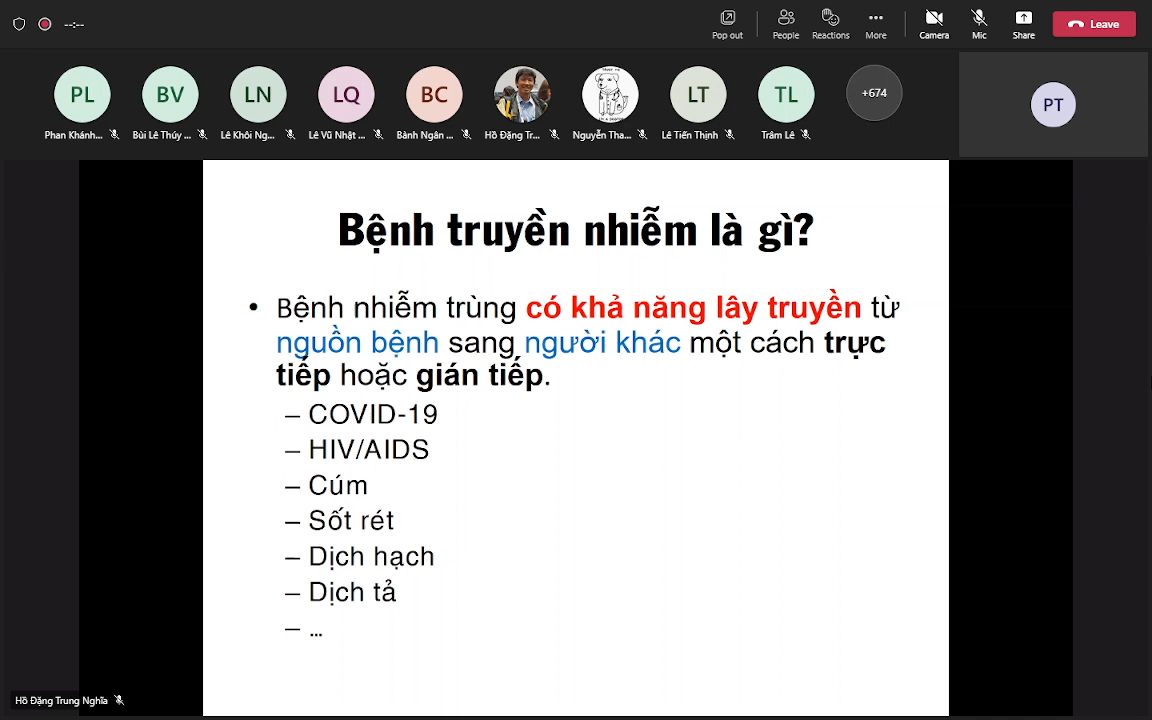 --:--
Pop out
People
Reactions
More
Camera
Mic
Share
Leave
PL
BV
LN
LQ
BC
LT
TL
+674
PT
Phan Khánh...
Bùi Lê Thúy ...
Lê Khôi Ng...
Lê Vũ Nhật ...
Bành Ngân ...
Hồ Đặng Tr...
Nguyễn Tha...
Lê Tiến Thịnh
Trâm Lê
Bệnh truyền nhiễm là gì?
• Bệnh nhiễm trùng có khả năng lây truyền từ
nguồn bệnh sang người khác một cách trực
tiếp hoặc gián tiếp.
– COVID-19
– HIV/AIDS
– Cúm
– Sốt rét
– Dịch hạch
– Dịch tả
– ...
Hồ Đặng Trung Nghĩa